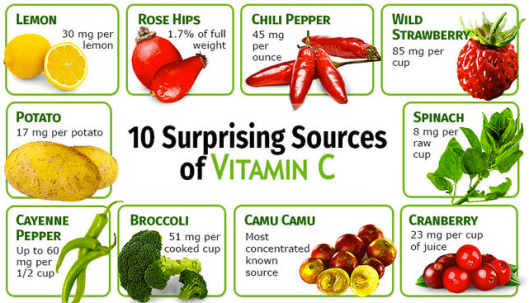 LEMON
30 mg per
lemon
ROSE HIPS
1.7% of full
weight
CHILI PEPPER
45 mg
per
ounce
WILD
STRAWBERRY
85 mg per
cup
POTATO
17 mg per potato
10 Surprising Sources
of VITAMIN C
SPINACH
8 mg per
raw
cup
CAYENNE
PEPPER
Up to 60
mg per
1/2 cup
BROCCOLI
51 mg per
cooked cup
CAMU CAMU
Most
concentrated
known
source
CRANBERRY
23 mg per cup
of juice